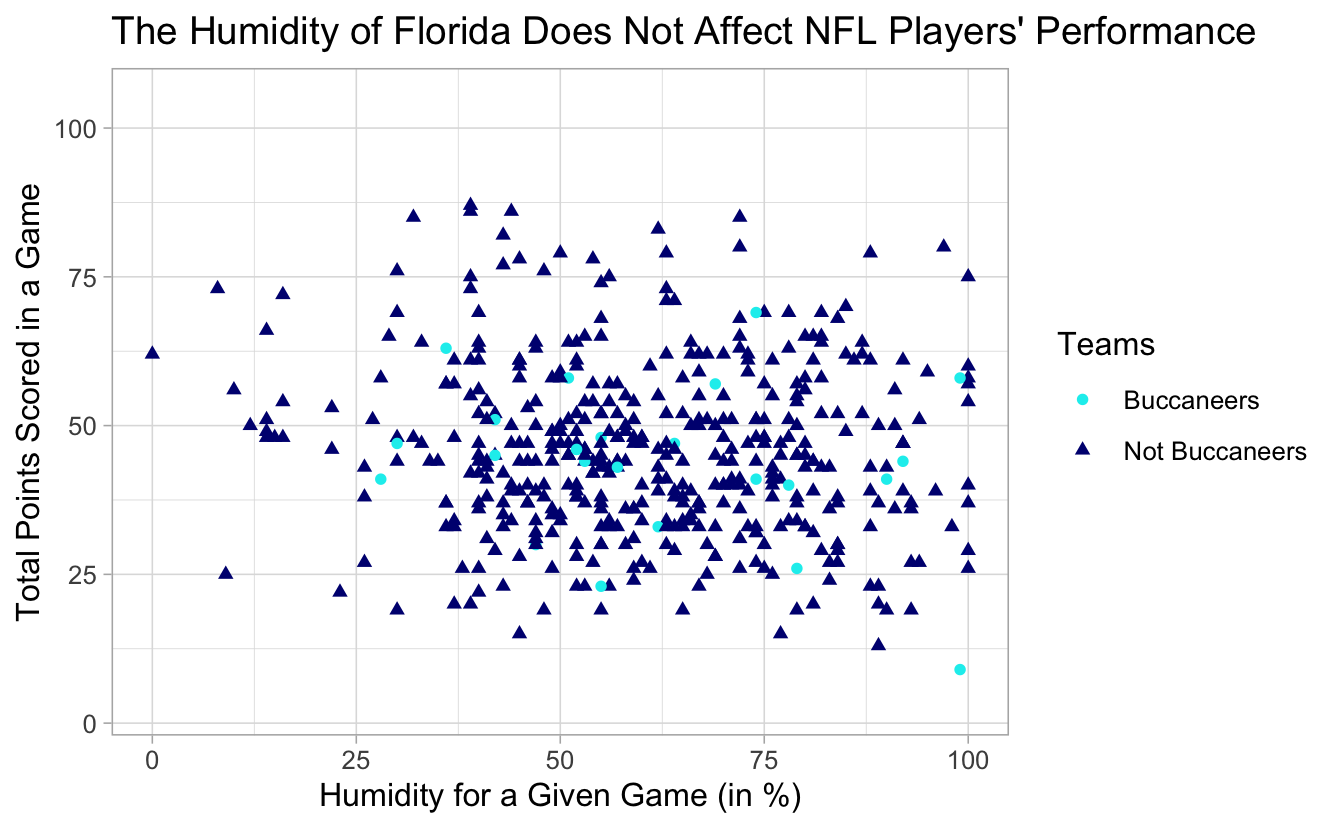 The Humidity of Florida Does Not Affect NFL Players' Performance
Total Points Scored in a Game
100
75
50
25
0
0 25 50 75 100
Humidity for a Given Game (in %)
Teams
Buccaneers
Not Buccaneers